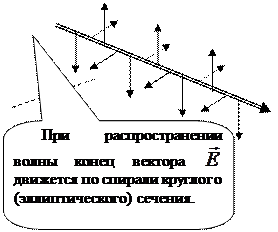 При распространении
волны конец вектора E⃗
движется по спирали круглого
(эллиптического) сечения.